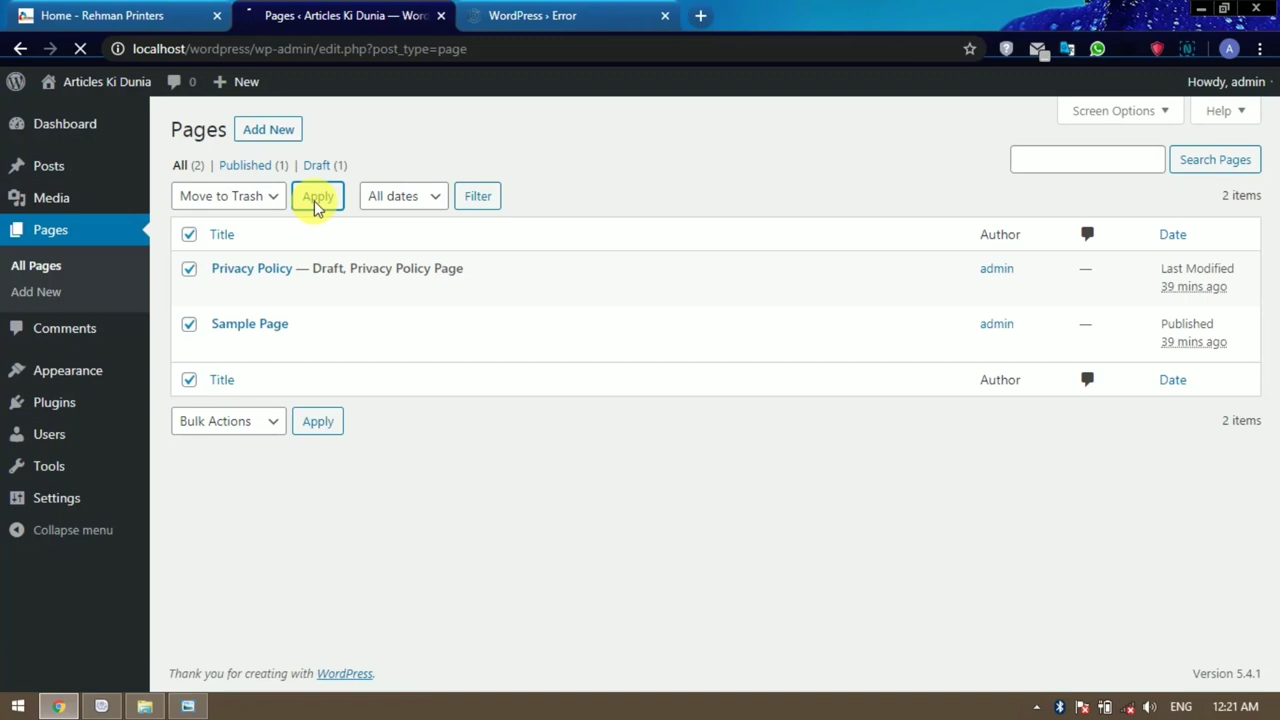 Home - Rehman Printers
Pages ‹ Articles Ki Dunia — Word
WordPress › Error
localhost/wordpress/wp-admin/edit.php?post_type=page
A
Articles Ki Dunia 0 New
Howdy, admin
Dashboard
Posts
Media
Pages
All Pages
Add New
Comments
Appearance
Plugins
Users
Tools
Settings
Collapse menu
Screen Options Help
Pages Add New
All (2) | Published (1) | Draft (1)
Search Pages
Move to Trash Apply All dates Filter 2 items
Title Author Date
Privacy Policy — Draft, Privacy Policy Page admin — Last Modified
39 mins ago
Sample Page admin — Published
39 mins ago
Title Author Date
Bulk Actions Apply 2 items
Thank you for creating with WordPress. Version 5.4.1
ENG 12:21 AM